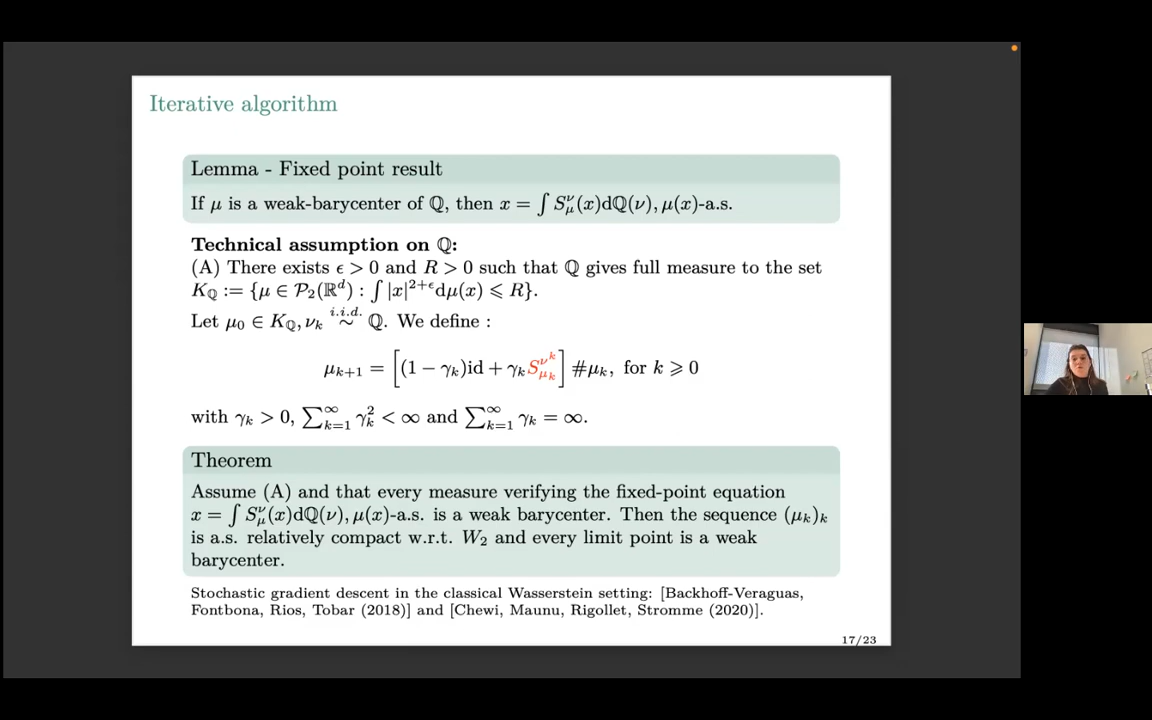 Iterative algorithm
Lemma - Fixed point result
If μ is a weak-barycenter of ℚ, then x = ∫ S_μ^ν(x)dℚ(ν), μ(x)-a.s.
Technical assumption on ℚ:
(A) There exists ϵ > 0 and R > 0 such that ℚ gives full measure to the set
K_ℚ := {μ ∈ 𝒫₂(ℝ^d) : ∫ |x|^{2+ϵ}dμ(x) ⩽ R}.
Let μ₀ ∈ K_ℚ, ν_k i.i.d. ∼ ℚ. We define :
μ_{k+1} = [(1 − γ_k)id + γ_k S_{μ_k}^{ν^k}] #μ_k, for k ⩾ 0
with γ_k > 0, ∑_{k=1}^∞ γ_k² < ∞ and ∑_{k=1}^∞ γ_k = ∞.
Theorem
Assume (A) and that every measure verifying the fixed-point equation
x = ∫ S_μ^ν(x)dℚ(ν), μ(x)-a.s. is a weak barycenter. Then the sequence (μ_k)_k
is a.s. relatively compact w.r.t. W₂ and every limit point is a weak
barycenter.
Stochastic gradient descent in the classical Wasserstein setting: [Backhoff-Veraguas,
Fontbona, Rios, Tobar (2018)] and [Chewi, Maunu, Rigollet, Stromme (2020)].
17/23